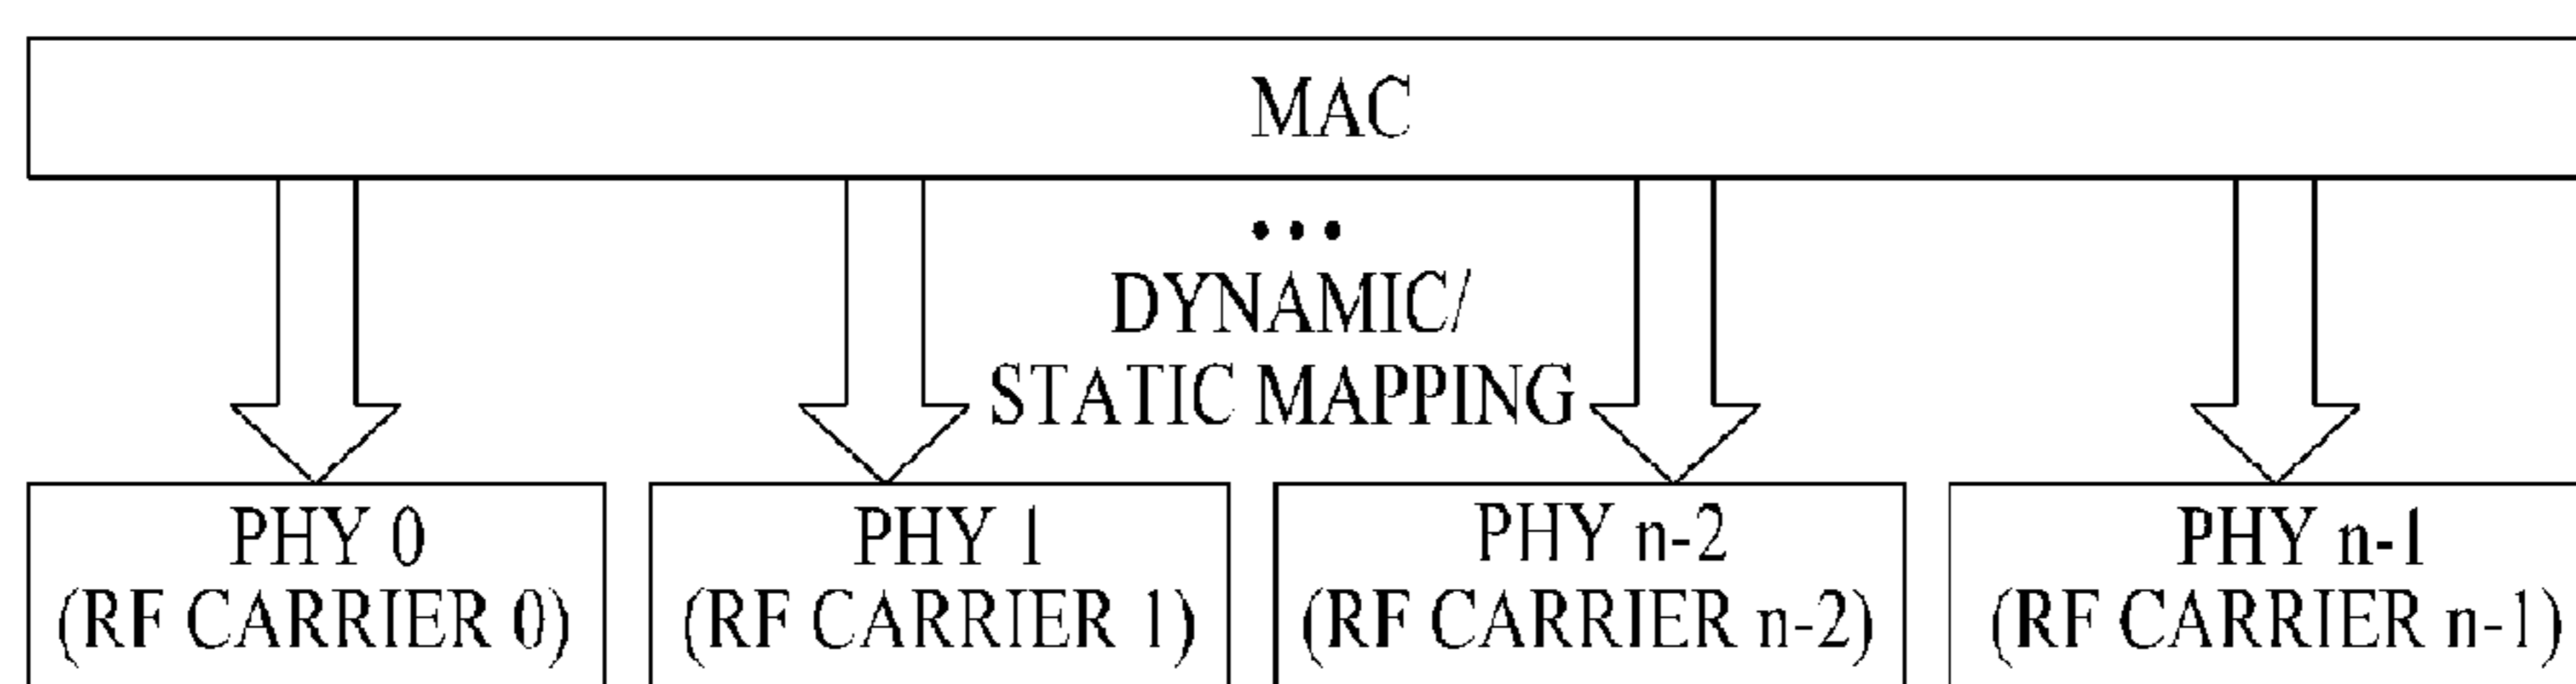 MAC
•••
DYNAMIC/
STATIC MAPPING
PHY 0
(RF CARRIER 0)
PHY 1
(RF CARRIER 1)
PHY n-2
(RF CARRIER n-2)
PHY n-1
(RF CARRIER n-1)